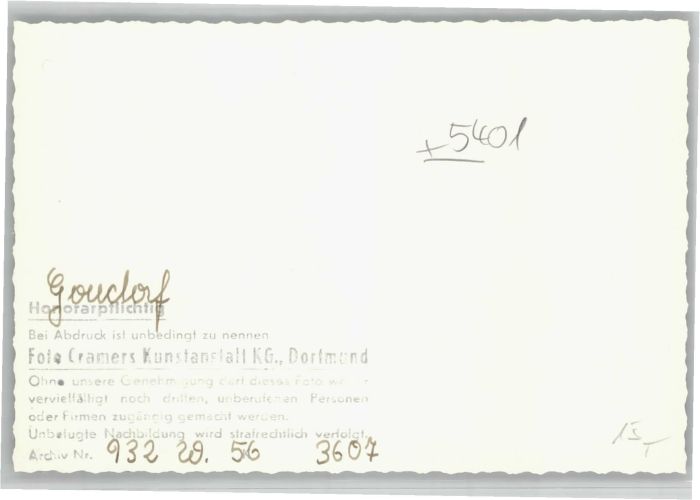 +5401
Gondorf
Honorarpflichtig
Bei Abdruck ist unbedingt zu nennen
Foto Cramers Kunstanstalt KG., Dortmund
Ohne unsere Genehmigung darf dieses Foto weder
vervielfältigt noch dritten, unberufenen Personen
oder Firmen zugängig gemacht werden.
Unbefugte Nachbildung wird strafrechtlich verfolgt.
Archiv Nr. 932 20. 56 3607
15